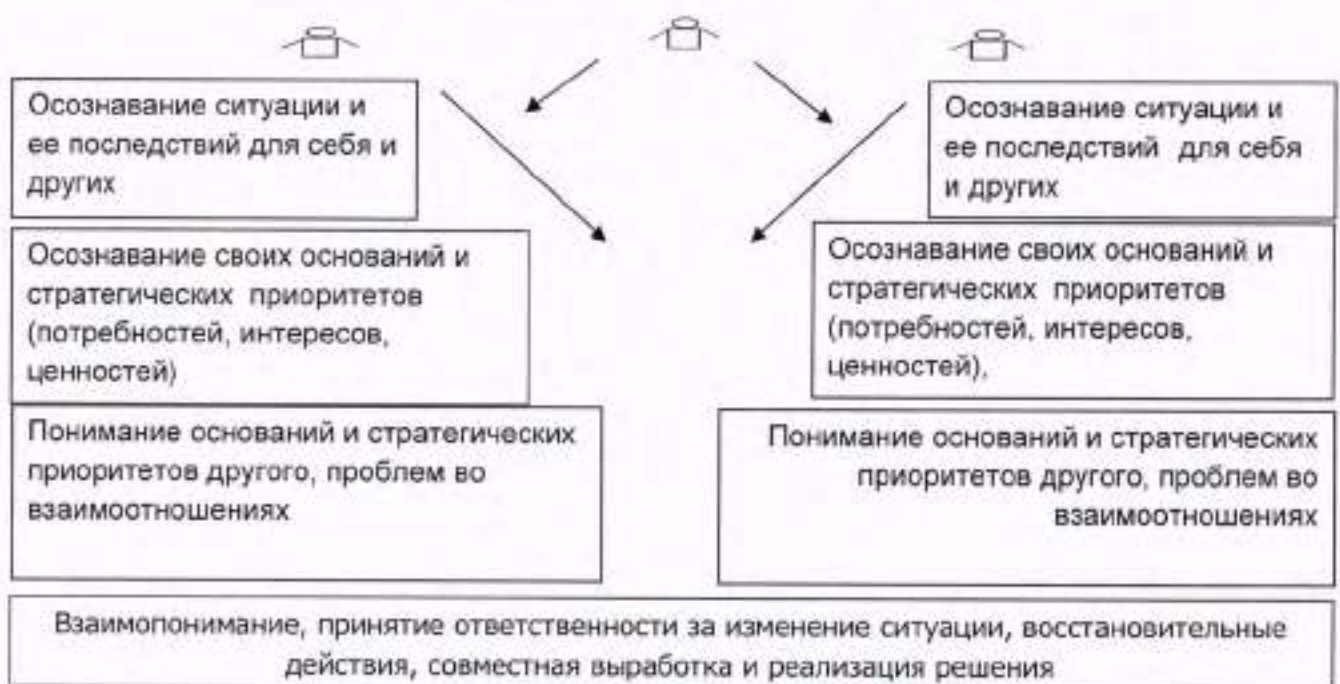 Осознавание ситуации и
ее последствий для себя и
других
Осознавание ситуации и
ее последствий для себя
и других
Осознавание своих оснований и
стратегических приоритетов
(потребностей, интересов,
ценностей)
Осознавание своих оснований и
стратегических приоритетов
(потребностей, интересов,
ценностей),
Понимание оснований и стратегических
приоритетов другого, проблем во
взаимоотношениях
Понимание оснований и стратегических
приоритетов другого, проблем во
взаимоотношениях
Взаимопонимание, принятие ответственности за изменение ситуации, восстановительные
действия, совместная выработка и реализация решения